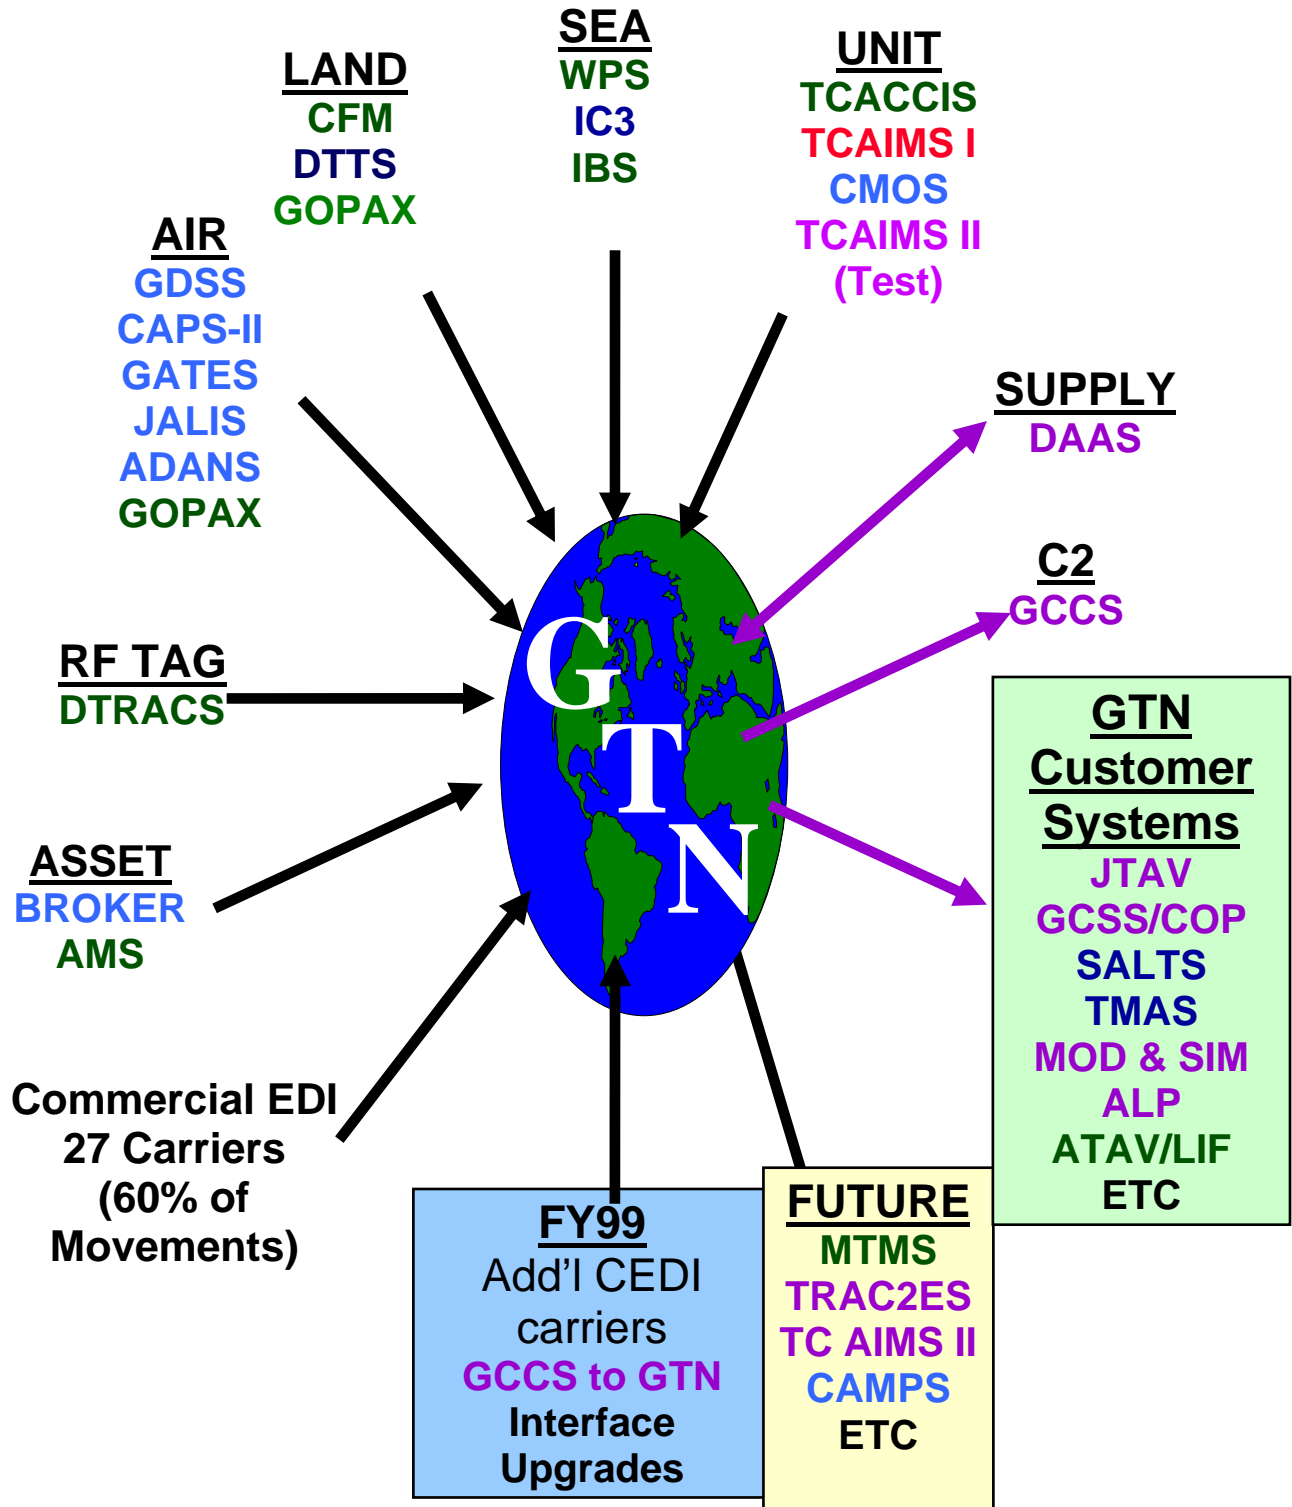 SEA
WPS
IC3
IBS
LAND
CFM
DTTS
GOPAX
UNIT
TCACCIS
TCAIMS I
CMOS
TCAIMS II
(Test)
AIR
GDSS
CAPS-II
GATES
JALIS
ADANS
GOPAX
SUPPLY
DAAS
C2
GCCS
RF TAG
DTRACS
G
T
N
ASSET
BROKER
AMS
GTN
Customer
Systems
JTAV
GCSS/COP
SALTS
TMAS
MOD & SIM
ALP
ATAV/LIF
ETC
Commercial EDI
27 Carriers
(60% of
Movements)
FY99
Add'l CEDI
carriers
GCCS to GTN
Interface
Upgrades
FUTURE
MTMS
TRAC2ES
TC AIMS II
CAMPS
ETC